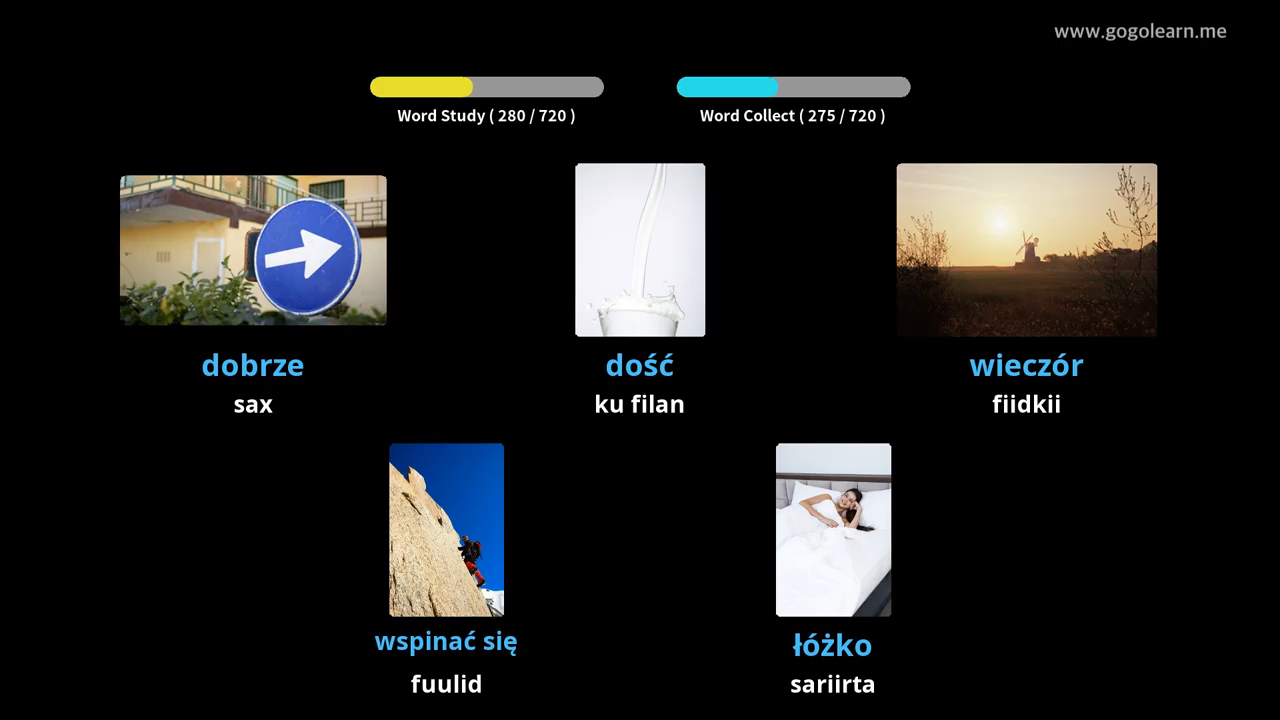 www.gogolearn.me
Word Study ( 280 / 720 )
Word Collect ( 275 / 720 )
dobrze
sax
dość
ku filan
wieczór
fiidkii
wspinać się
fuulid
łóżko
sariirta